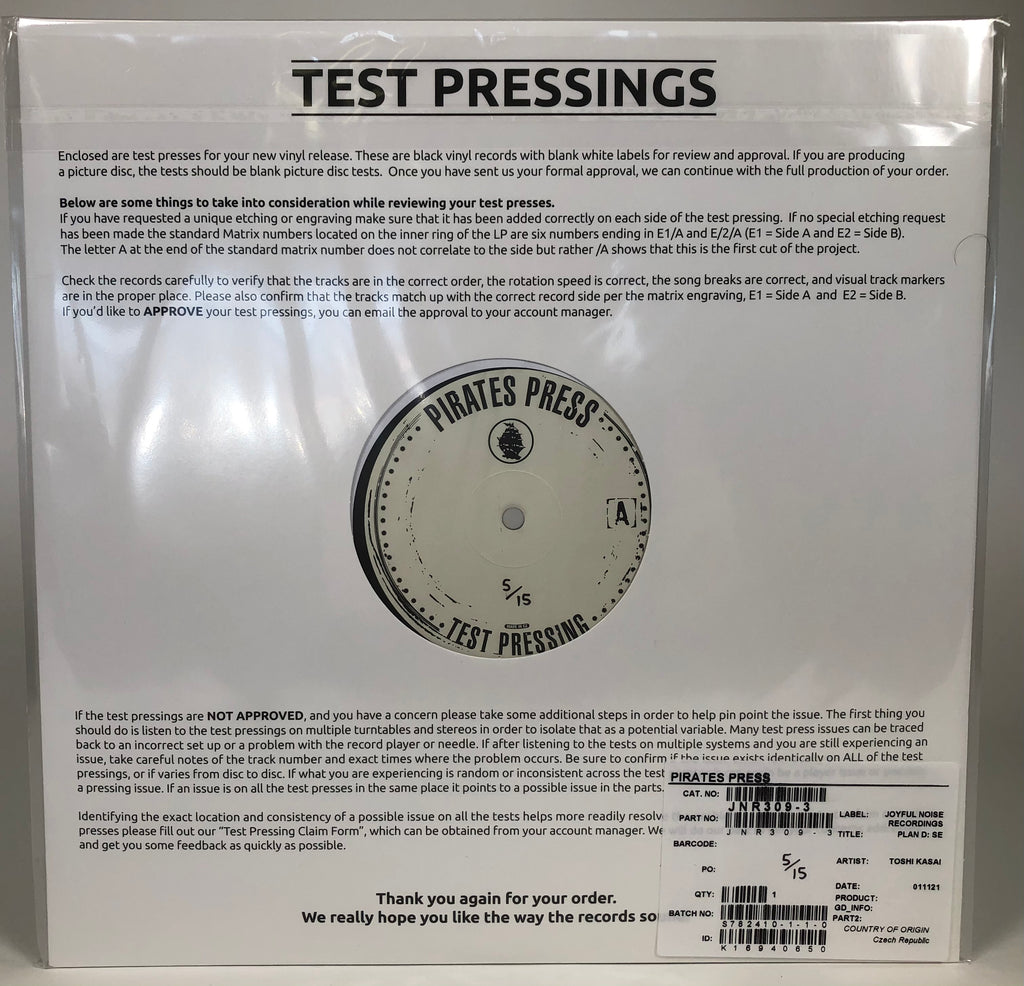 TEST PRESSINGS
Enclosed are test presses for your new vinyl release. These are black vinyl records with blank white labels for review and approval. If you are producing
a picture disc, the tests should be blank picture disc tests. Once you have sent us your formal approval, we can continue with the full production of your order.
Below are some things to take into consideration while reviewing your test presses.
If you have requested a unique etching or engraving make sure that it has been added correctly on each side of the test pressing. If no special etching request
has been made the standard Matrix numbers located on the inner ring of the LP are six numbers ending in E1/A and E/2/A (E1 = Side A and E2 = Side B).
The letter A at the end of the standard matrix number does not correlate to the side but rather /A shows that this is the first cut of the project.
Check the records carefully to verify that the tracks are in the correct order, the rotation speed is correct, the song breaks are correct, and visual track markers
are in the proper place. Please also confirm that the tracks match up with the correct record side per the matrix engraving, E1 = Side A and E2 = Side B.
If you'd like to APPROVE your test pressings, you can email the approval to your account manager.
PIRATES PRESS
A
5/15
TEST PRESSING
If the test pressings are NOT APPROVED, and you have a concern please take some additional steps in order to help pin point the issue. The first thing you
should do is listen to the test pressings on multiple turntables and stereos in order to isolate that as a potential variable. Many test press issues can be traced
back to an incorrect set up or a problem with the record player or needle. If after listening to the tests on multiple systems and you are still experiencing an
issue, take careful notes of the track number and exact times where the problem occurs. Be sure to confirm if the issue exists identically on ALL of the test
pressings, or if varies from disc to disc. If what you are experiencing is random or inconsistent across the test
a pressing issue. If an issue is on all the test presses in the same place it points to a possible issue in the parts.
Identifying the exact location and consistency of a possible issue on all the tests helps more readily resolve
presses please fill out our "Test Pressing Claim Form", which can be obtained from your account manager. We
and get you some feedback as quickly as possible.
Thank you again for your order.
We really hope you like the way the records so
PIRATES PRESS
CAT. NO:
JNR309-3
PART NO:
JNR309-3
BARCODE:
PO:
5/15
QTY: 1
BATCH NO:
S762410-1-1-0
ID:
K16940650
LABEL: JOYFUL NOISE
RECORDINGS
TITLE: PLAN D: SE
ARTIST: TOSHI KASAI
DATE: 011121
PRODUCT:
GD_INFO:
PART2:
COUNTRY OF ORIGIN
Czech Republic